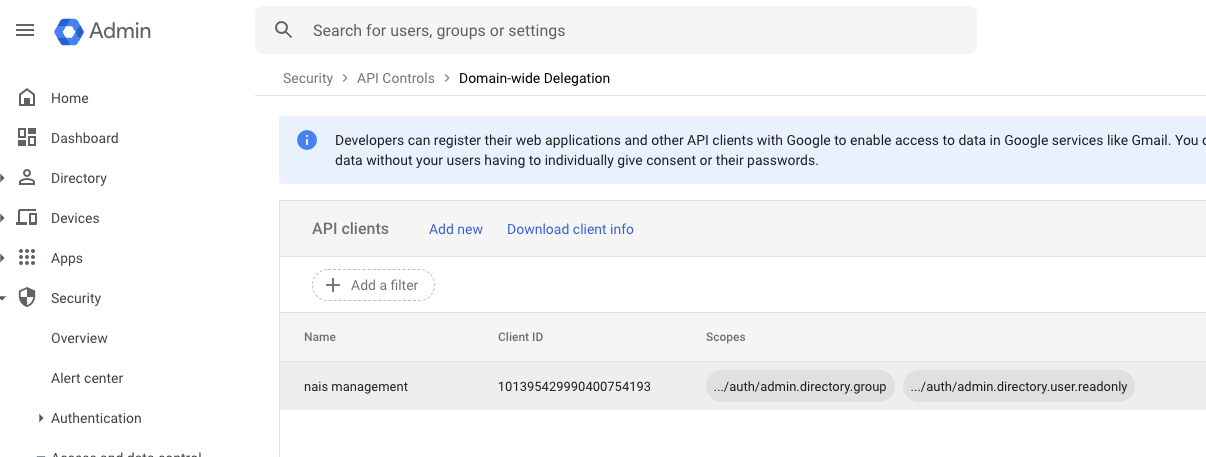 Admin
Search for users, groups or settings
Security > API Controls > Domain-wide Delegation
Home
Dashboard
Directory
Devices
Apps
Security
Overview
Alert center
Authentication
Access and data control
Developers can register their web applications and other API clients with Google to enable access to data in Google services like Gmail. You
data without your users having to individually give consent or their passwords.
API clients Add new Download client info
Add a filter
Name Client ID Scopes
nais management 101395429990400754193 .../auth/admin.directory.group .../auth/admin.directory.user.readonly